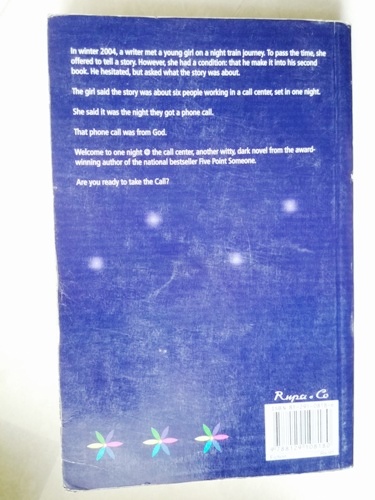 In winter 2004, a writer met a young girl on a night train journey. To pass the time, she
offered to tell a story. However, she had a condition: that he make it into his second
book. He hesitated, but asked what the story was about.
The girl said the story was about six people working in a call center, set in one night.
She said it was the night they got a phone call.
That phone call was from God.
Welcome to one night @ the call center, another witty, dark novel from the award-
winning author of the national bestseller Five Point Someone.
Are you ready to take the Call?
Rupa & Co